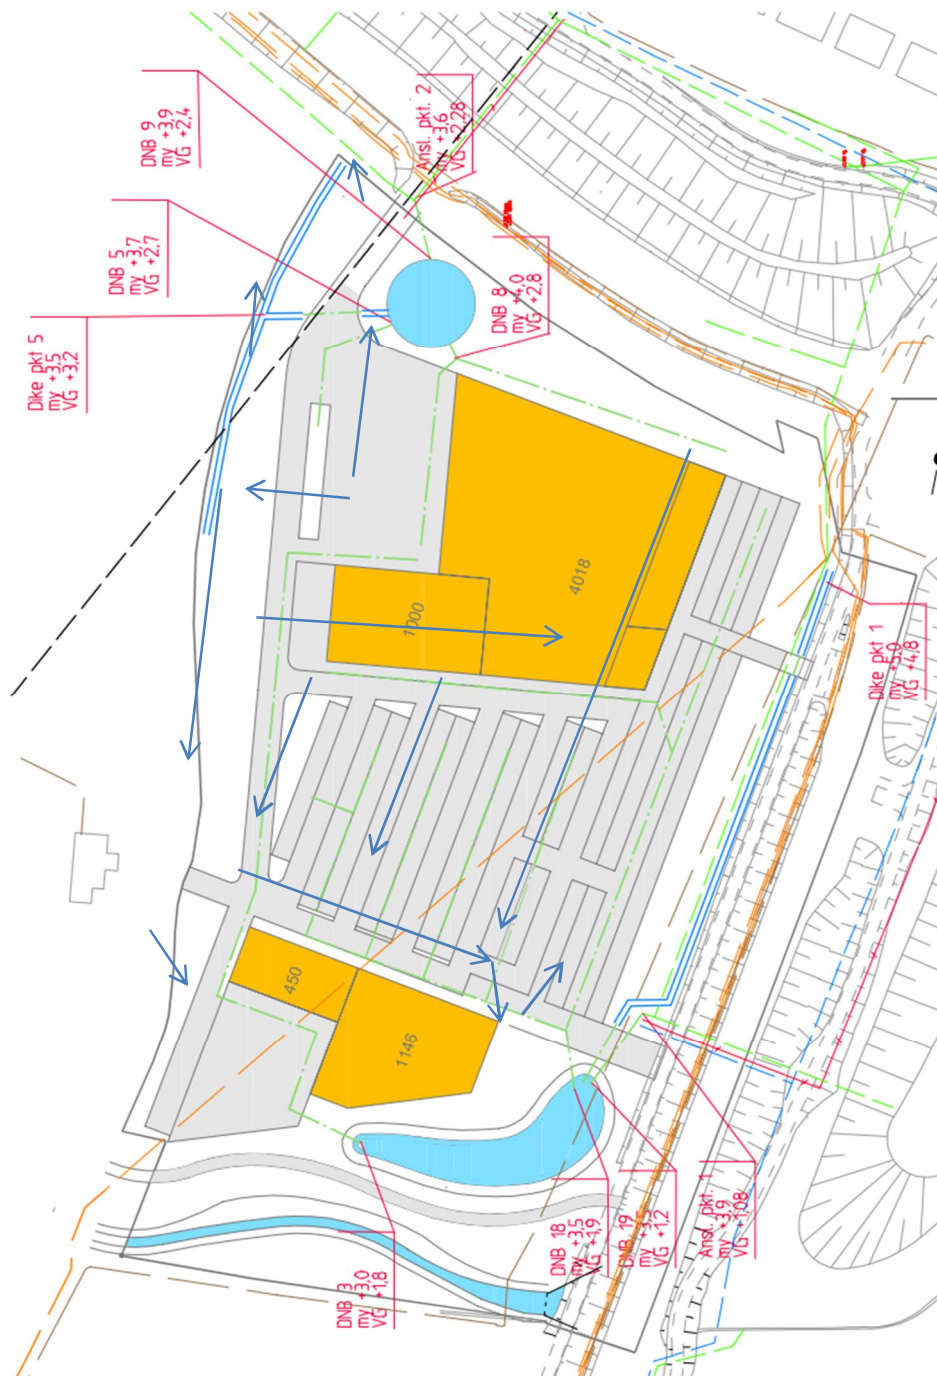 DNB 9
my +3,9
VG +2,4
Ansl. pkt. 2
my +3,6
VG +2,28
DNB 5
my +3,7
VG +2,7
DNB 8
my +4,0
VG +2,8
Dike pkt 5
my +3,5
VG +3,2
4018
1000
Dike pkt 1
my +5,0
VG +4,8
450
1146
DNB 3
my +3,0
VG +1,8
DNB 18
my +3,5
VG +1,9
DNB 19
my +3,5
VG +1,2
Ansl. pkt. 1
my +3,9
VG +1,08